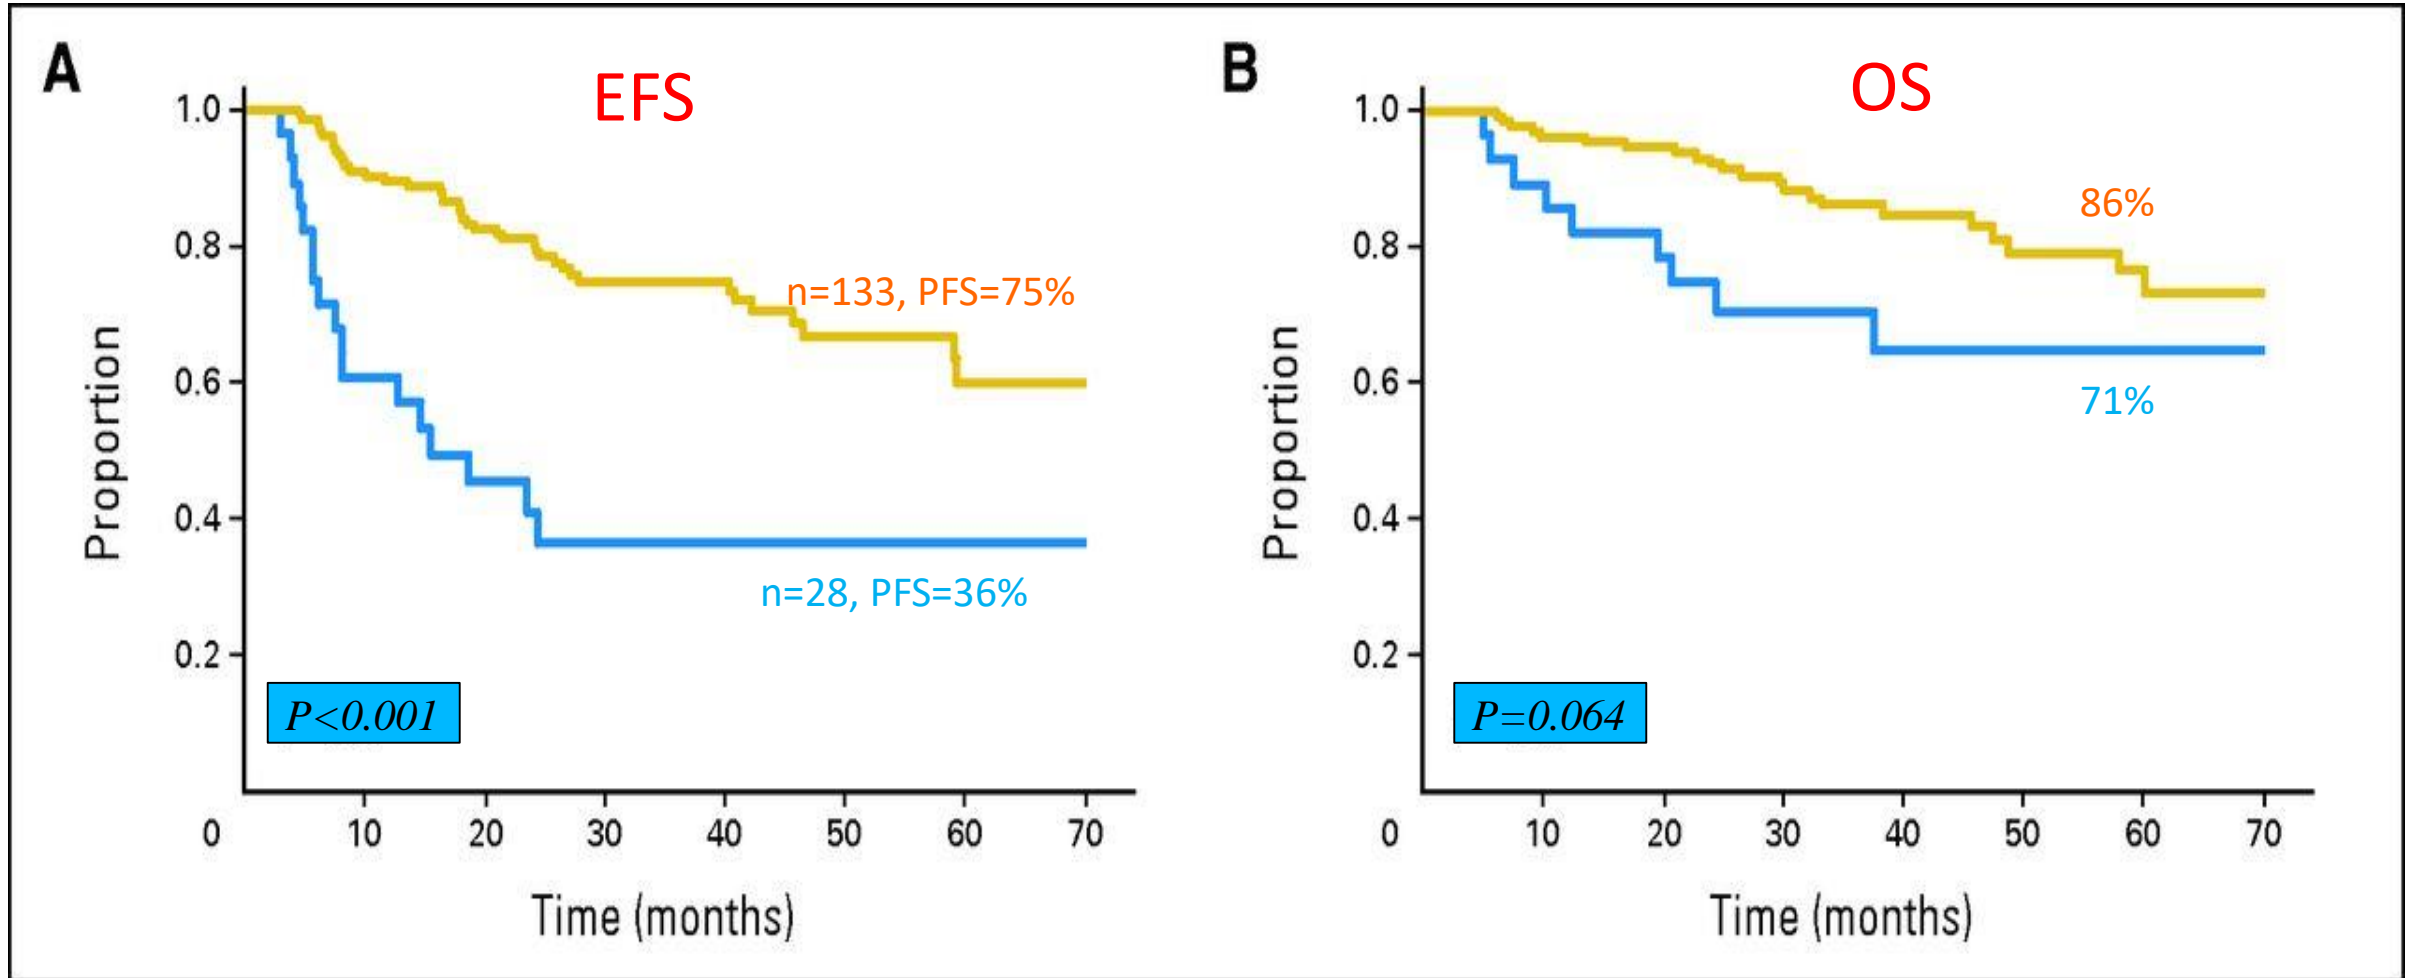 A
EFS
1.0
0.8
0.6
0.4
0.2
Proportion
n=133, PFS=75%
n=28, PFS=36%
P<0.001
0 10 20 30 40 50 60 70
Time (months)
B
OS
1.0
0.8
0.6
0.4
0.2
Proportion
86%
71%
P=0.064
0 10 20 30 40 50 60 70
Time (months)